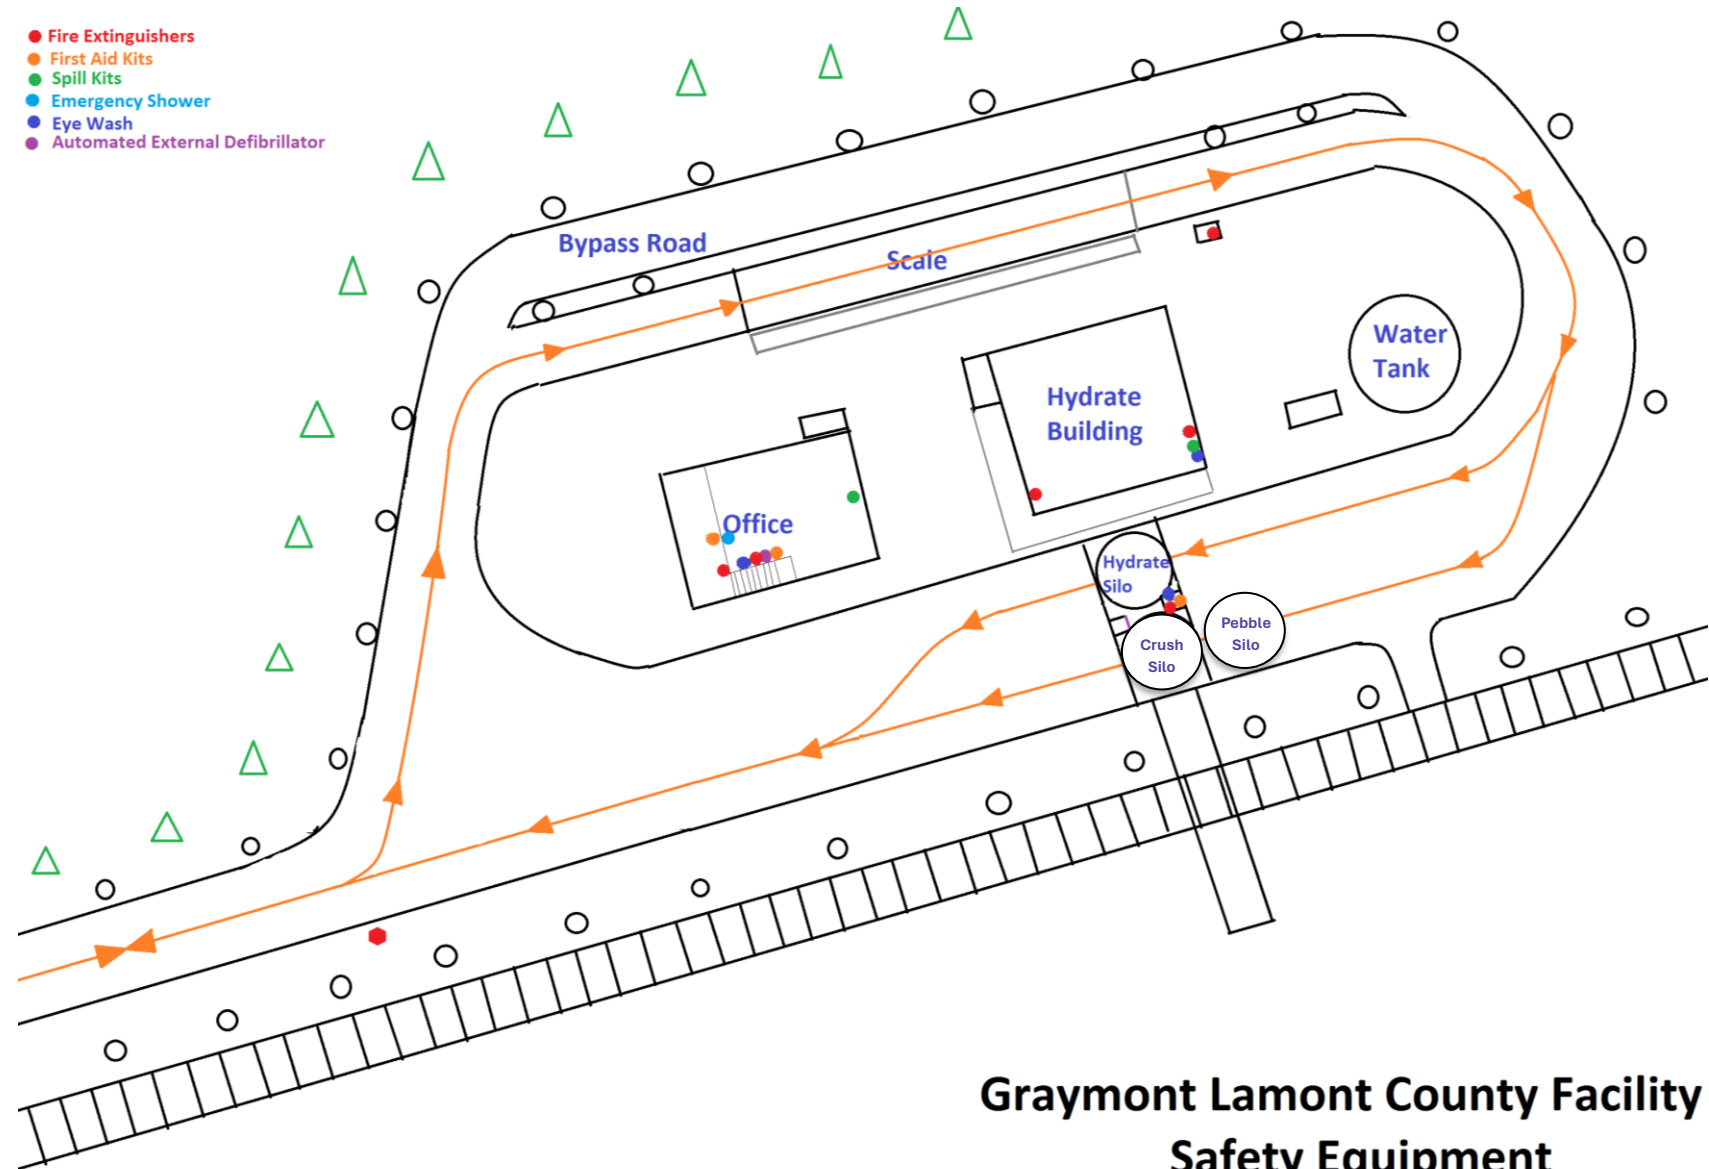 Fire Extinguishers
First Aid Kits
Spill Kits
Emergency Shower
Eye Wash
Automated External Defibrillator
Bypass Road
Scale
Water
Tank
Hydrate
Building
Office
Hydrate
Silo
Pebble
Silo
Crush
Silo
Graymont Lamont County Facility
Safety Equipment